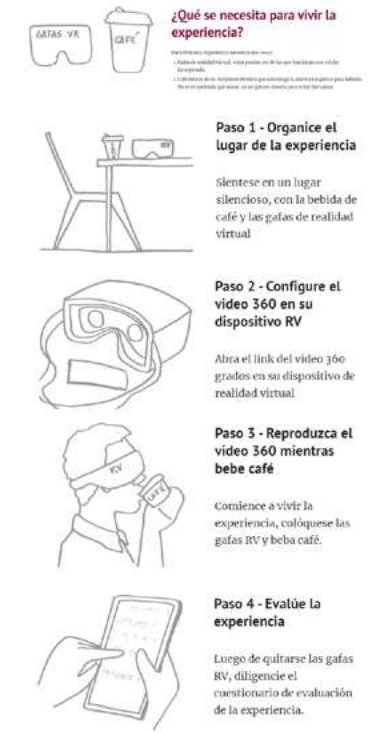 GAFAS VR
CAFÉ
¿Qué se necesita para vivir la
experiencia?
Paso 1 - Organice el
lugar de la experiencia
Siéntese en un lugar
silencioso, con la bebida de
café y las gafas de realidad
virtual
Paso 2 - Configure el
video 360 en su
dispositivo RV
Abra el link del video 360
grados en su dispositivo de
realidad virtual
Paso 3 - Reproduzca el
video 360 mientras
bebe café
RV
CAFÉ
Comience a vivir la
experiencia, colóquese las
gafas RV y beba café.
Paso 4 - Evalúe la
experiencia
Luego de quitarse las gafas
RV, diligencie el
cuestionario de evaluación
de la experiencia.